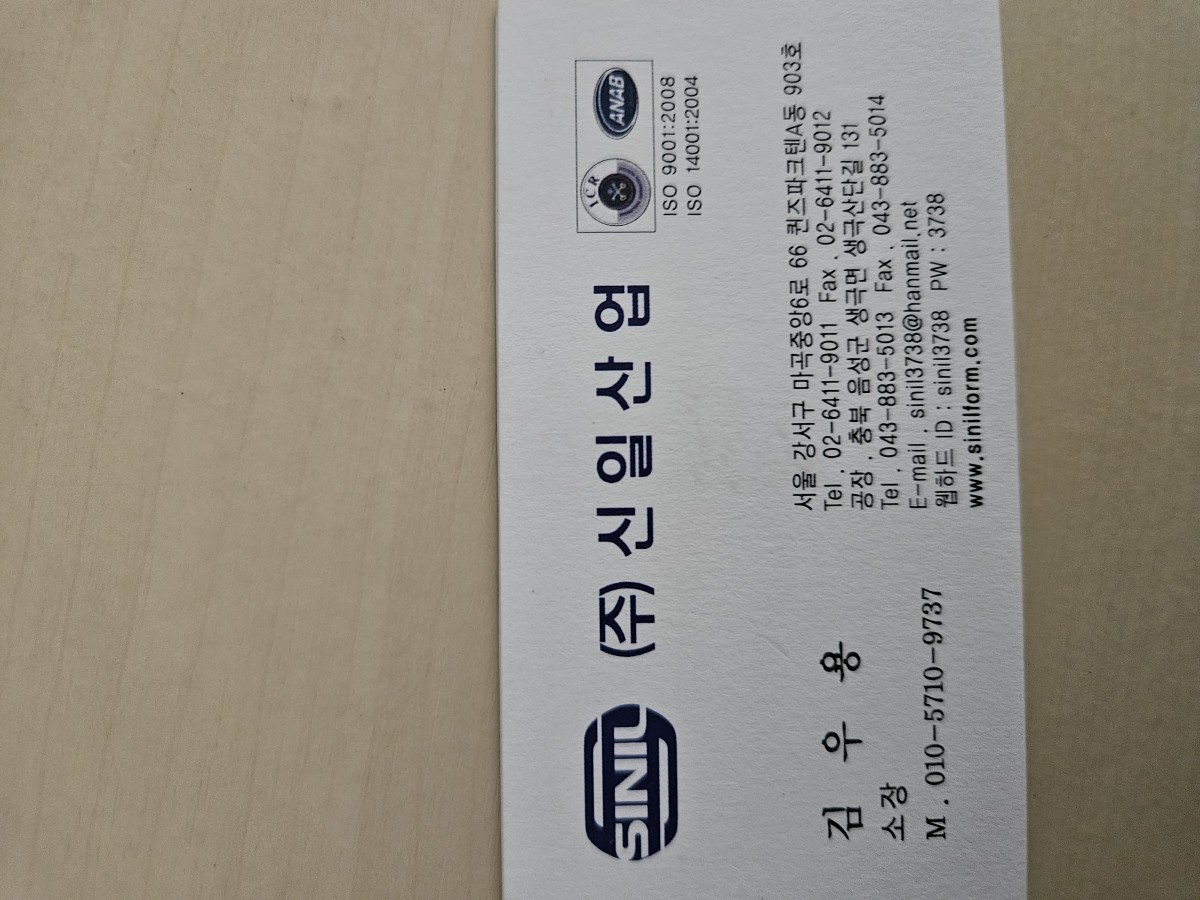 SINIL
(주)신일산업
ICR
ANAB
ISO 9001:2008
ISO 14001:2004
김 우 용
소장
M . 010-5710-9737
서울 강서구 마곡중앙6로 66 퀸즈파크텐A동 903호
Tel . 02-6411-9011 Fax . 02-6411-9012
공장 . 충북 음성군 생극면 생극산단길 131
Tel . 043-883-5013 Fax . 043-883-5014
E-mail . sinil3738@hanmail.net
웹하드 ID : sinil3738 PW : 3738
www.sinilform.com